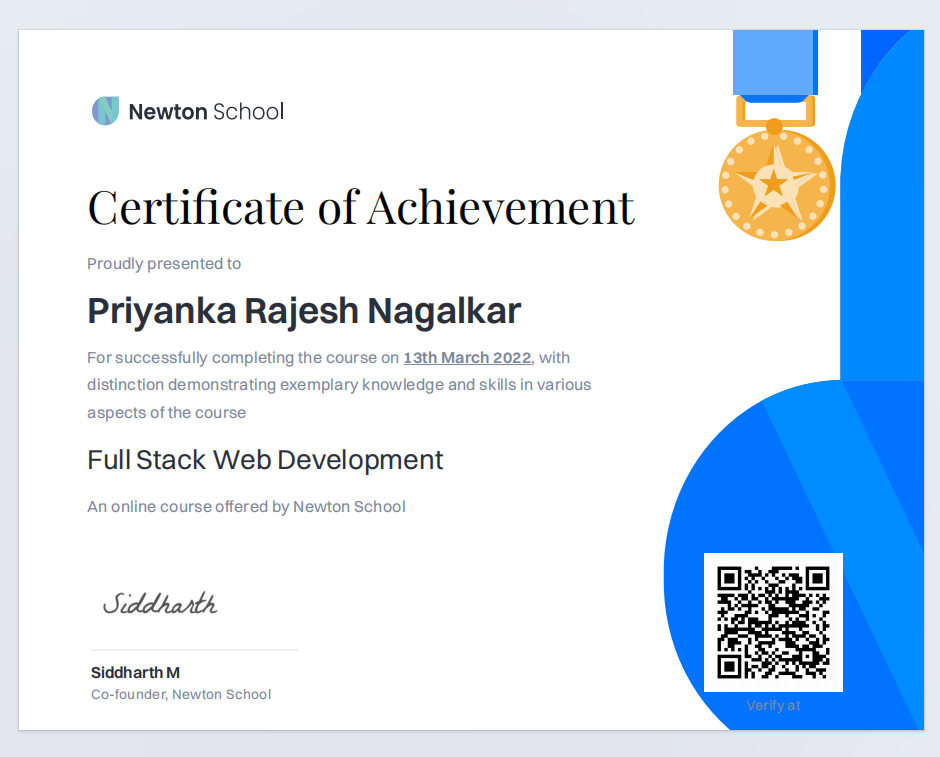 Newton School
Certificate of Achievement
Proudly presented to
Priyanka Rajesh Nagalkar
For successfully completing the course on 13th March 2022, with
distinction demonstrating exemplary knowledge and skills in various
aspects of the course
Full Stack Web Development
An online course offered by Newton School
Siddharth
Siddharth M
Co-founder, Newton School
Verify at